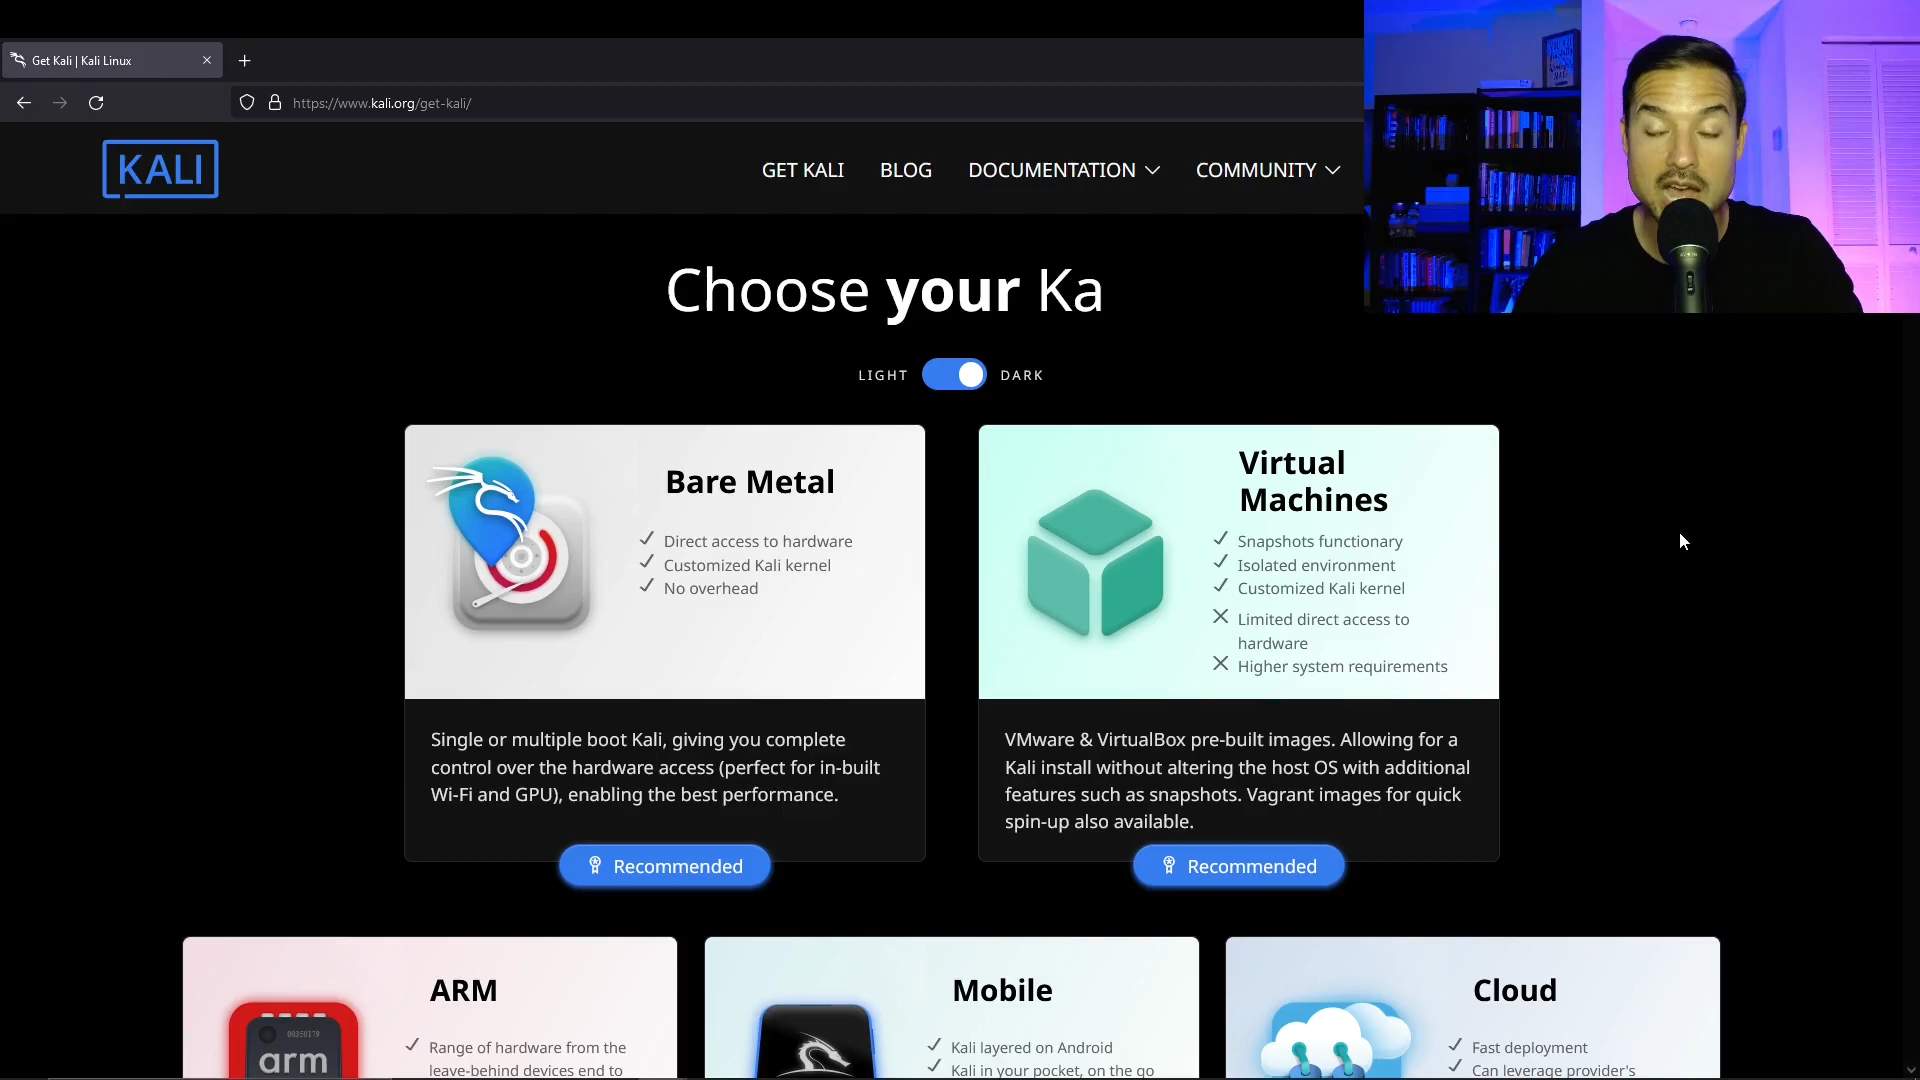 Get Kali | Kali Linux
https://www.kali.org/get-kali/
KALI
GET KALI
BLOG
DOCUMENTATION
COMMUNITY
Choose your Ka
LIGHT
DARK
Bare Metal
Direct access to hardware
Customized Kali kernel
No overhead
Single or multiple boot Kali, giving you complete
control over the hardware access (perfect for in-built
Wi-Fi and GPU), enabling the best performance.
Recommended
Virtual
Machines
Snapshots functionary
Isolated environment
Customized Kali kernel
Limited direct access to
hardware
Higher system requirements
VMware & VirtualBox pre-built images. Allowing for a
Kali install without altering the host OS with additional
features such as snapshots. Vagrant images for quick
spin-up also available.
Recommended
ARM
00350179
arm
Range of hardware from the
leave-behind devices end to
Mobile
Kali layered on Android
Kali in your pocket, on the go
Cloud
Fast deployment
Can leverage provider's